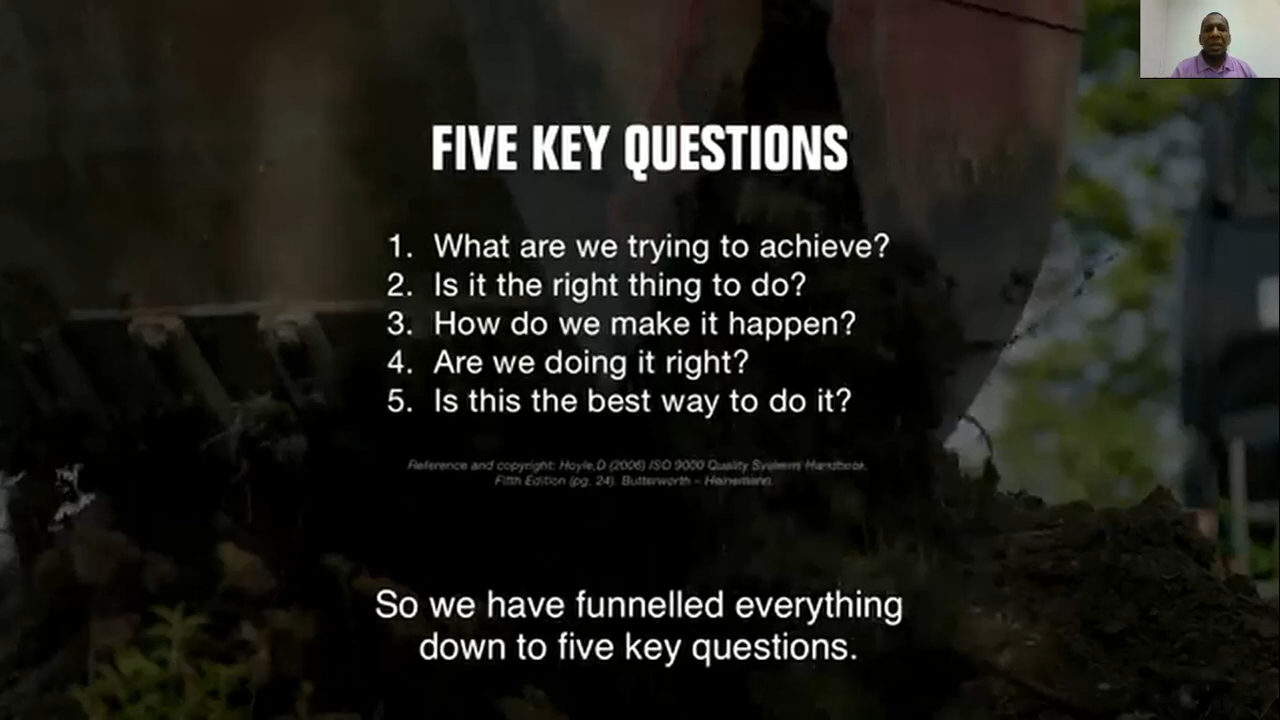 FIVE KEY QUESTIONS
1. What are we trying to achieve?
2. Is it the right thing to do?
3. How do we make it happen?
4. Are we doing it right?
5. Is this the best way to do it?
Reference and copyright: Hoyle,D (2006) ISO 9000 Quality Systems Handbook.
Fifth Edition (pg. 24). Butterworth – Heinemann.
So we have funnelled everything
down to five key questions.